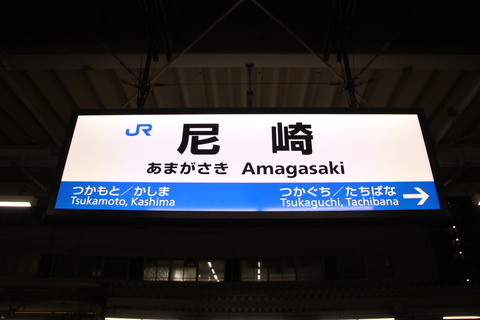 JR 尼崎
あまがさき Amagasaki
つかもと／かしま つかぐち／たちばな
Tsukamoto, Kashima Tsukaguchi, Tachibana →